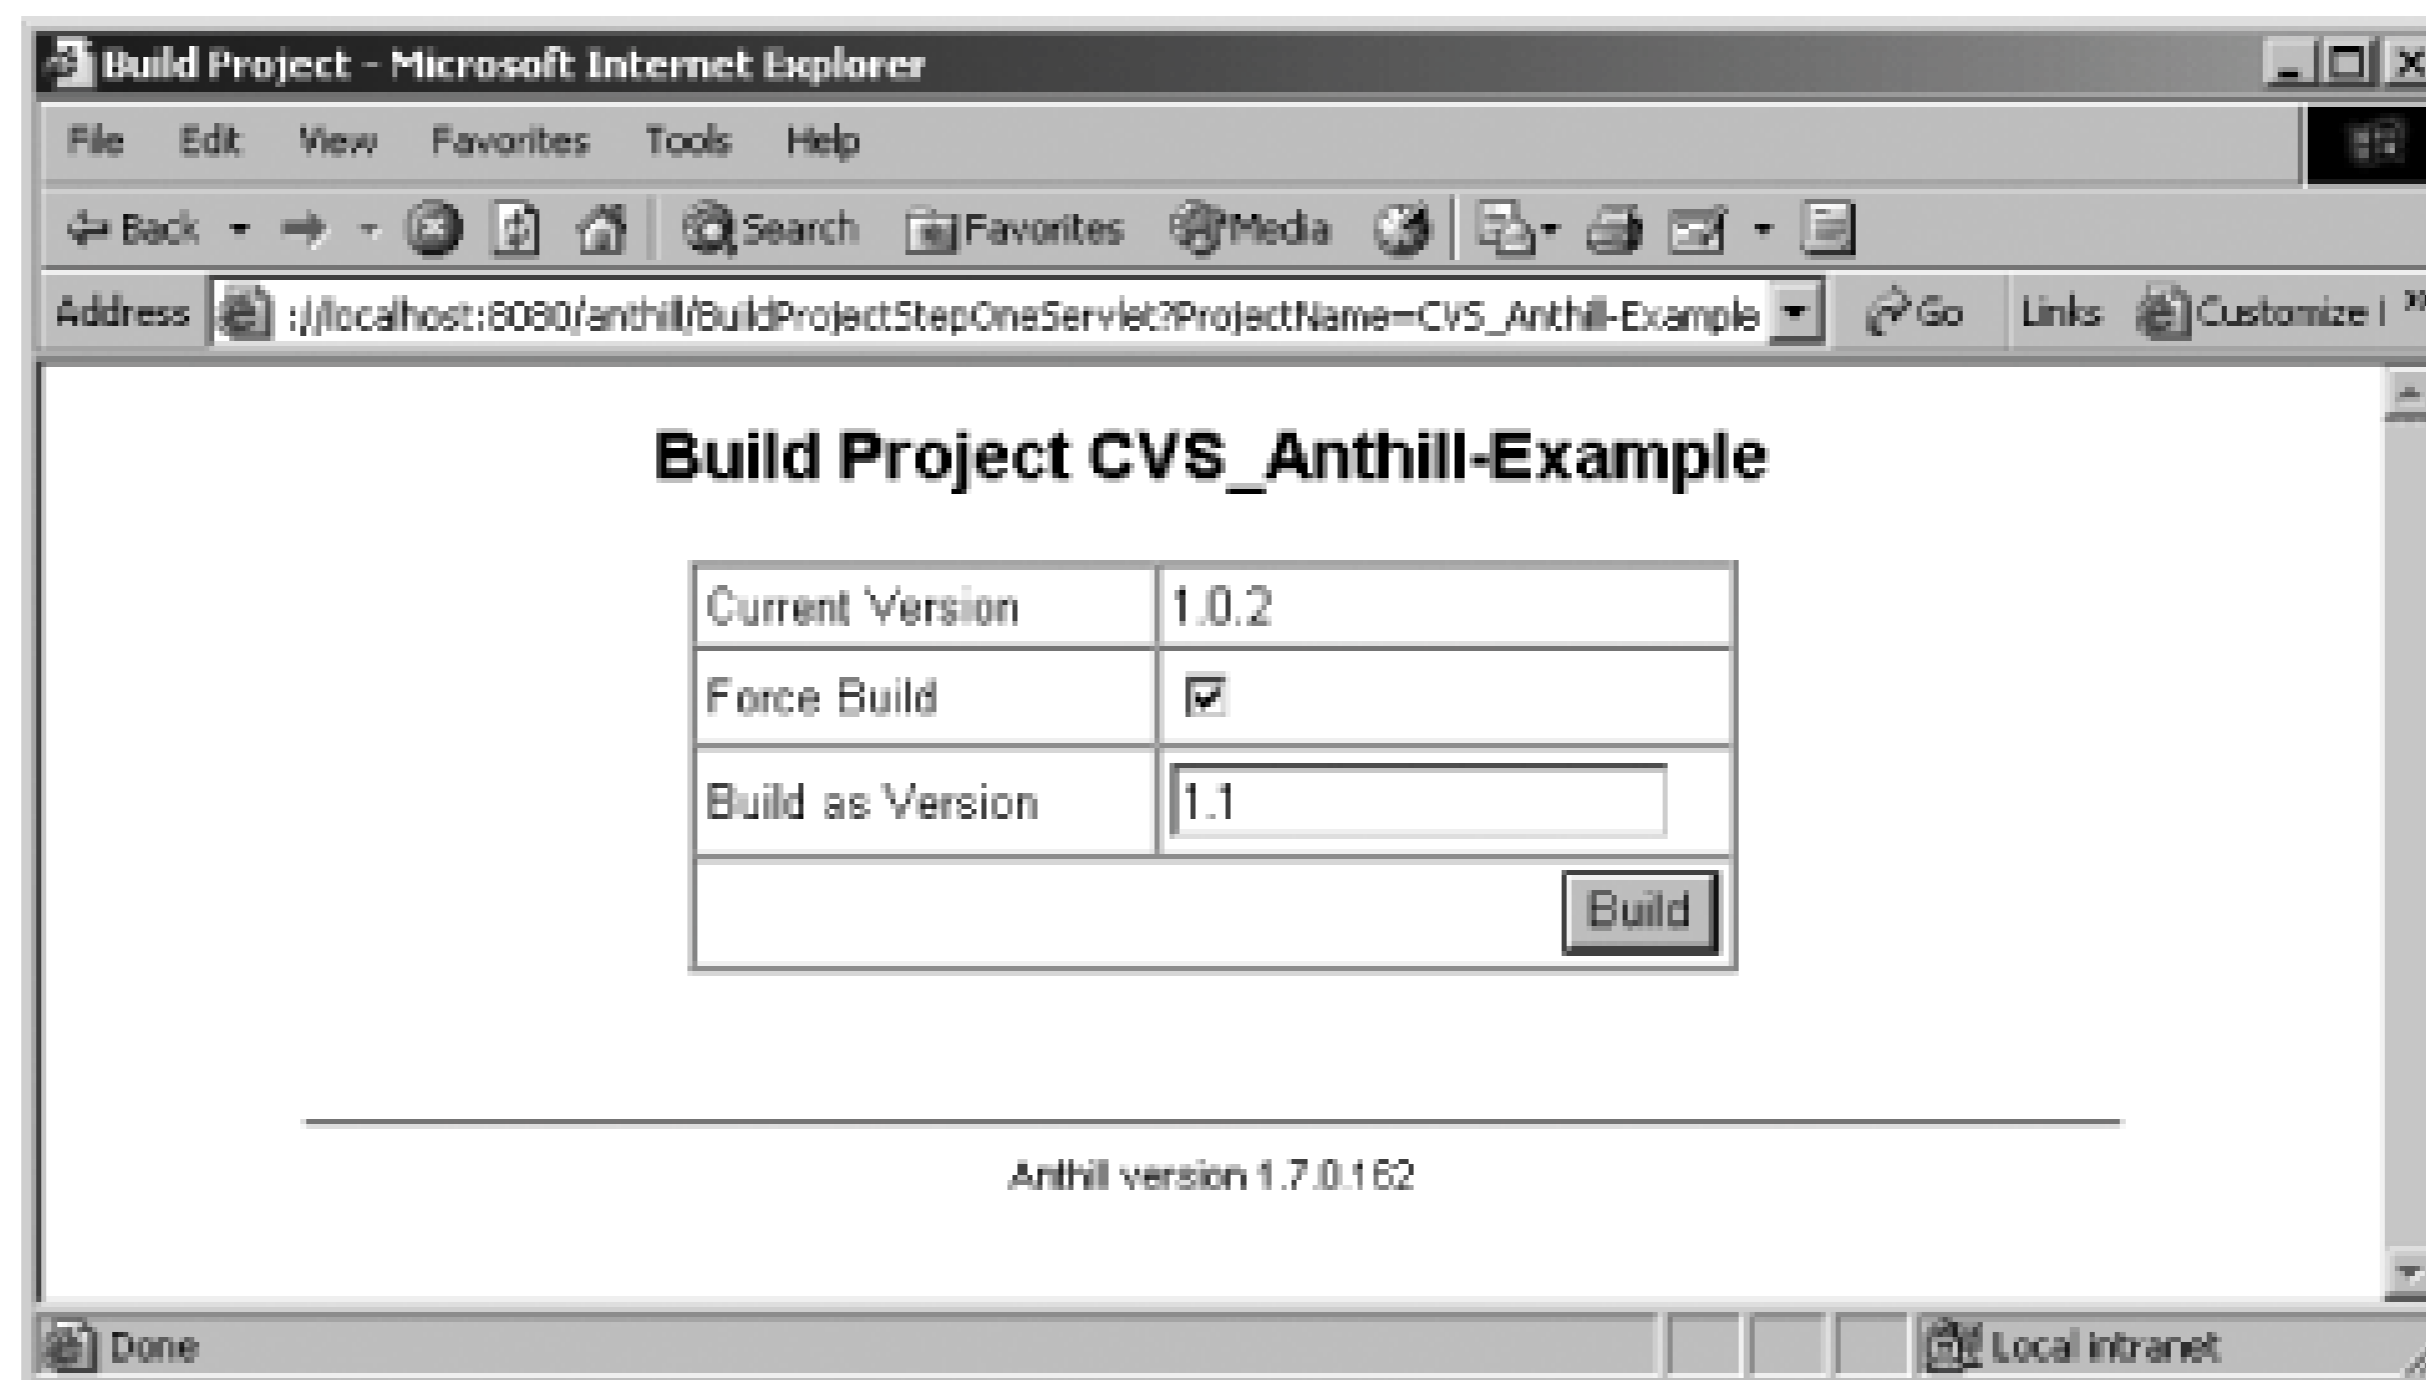 Build Project - Microsoft Internet Explorer
File Edit View Favorites Tools Help
Back Search Favorites Media
Address ://localhost:8080/anthill/BuildProjectStepOneServlet?ProjectName=CVS_Anthill-Example Go Links Customize
Build Project CVS_Anthill-Example
Current Version 1.0.2
Force Build
Build as Version 1.1
Build
Anthill version 1.7.0.162
Done Local intranet